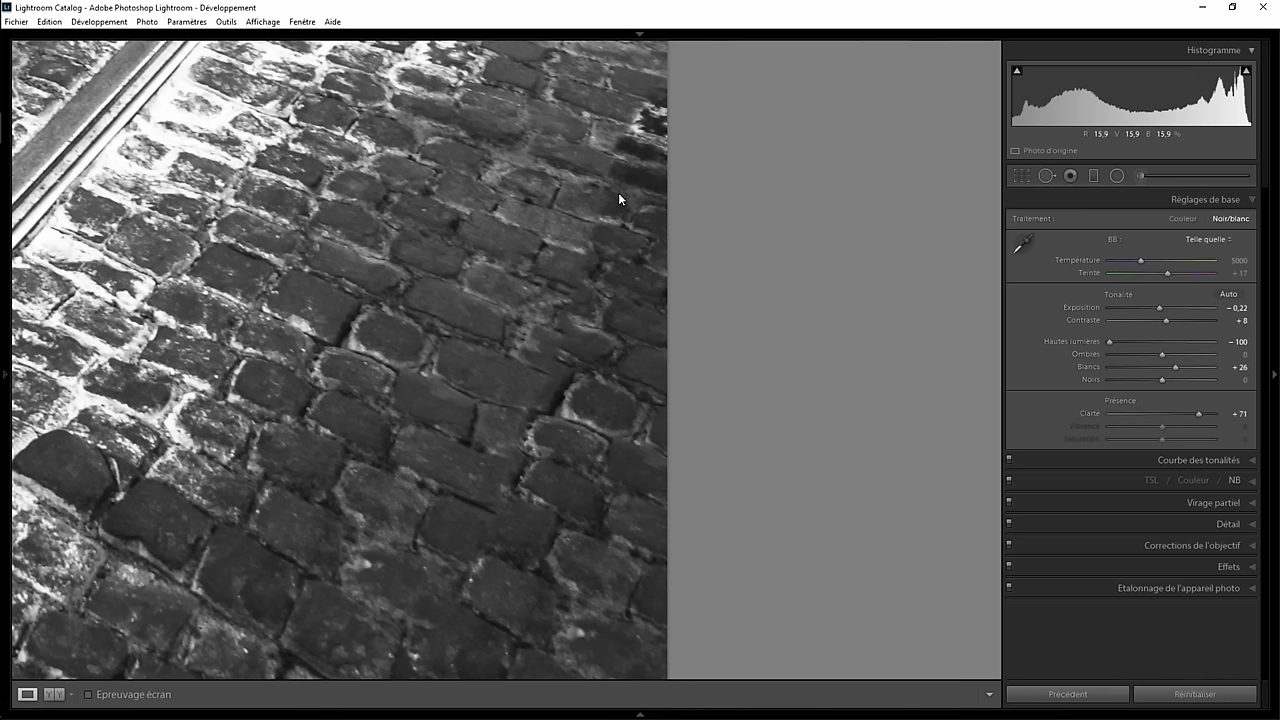 Lightroom Catalog - Adobe Photoshop Lightroom - Développement
Fichier Edition Développement Photo Paramètres Outils Affichage Fenêtre Aide
Histogramme
R 15,9 V 15,9 B 15,9 %
Photo d'origine
Réglages de base
Traitement : Couleur Noir/blanc
BB : Telle quelle
Température 5000
Teinte + 17
Tonalité Auto
Exposition – 0,22
Contraste + 8
Hautes lumières – 100
Ombres 0
Blancs + 26
Noirs 0
Présence
Clarté + 71
Vibrance 0
Saturation 0
Courbe des tonalités
TSL / Couleur / NB
Virage partiel
Détail
Corrections de l'objectif
Effets
Etalonnage de l'appareil photo
Epreuvage écran
Précédent Réinitialiser